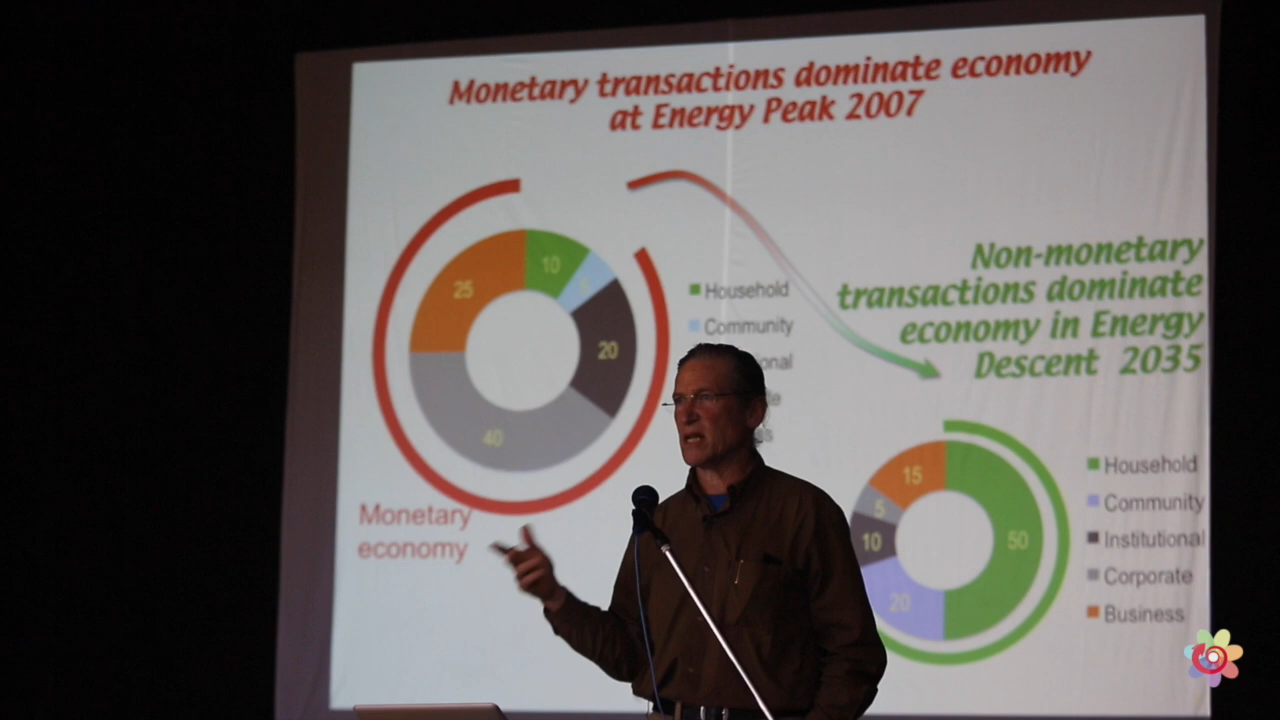 Monetary transactions dominate economy
at Energy Peak 2007
10
5
25
20
40
Household
Community
Monetary
economy
Non-monetary
transactions dominate
economy in Energy
Descent 2035
15
5
10
50
20
Household
Community
Institutional
Corporate
Business